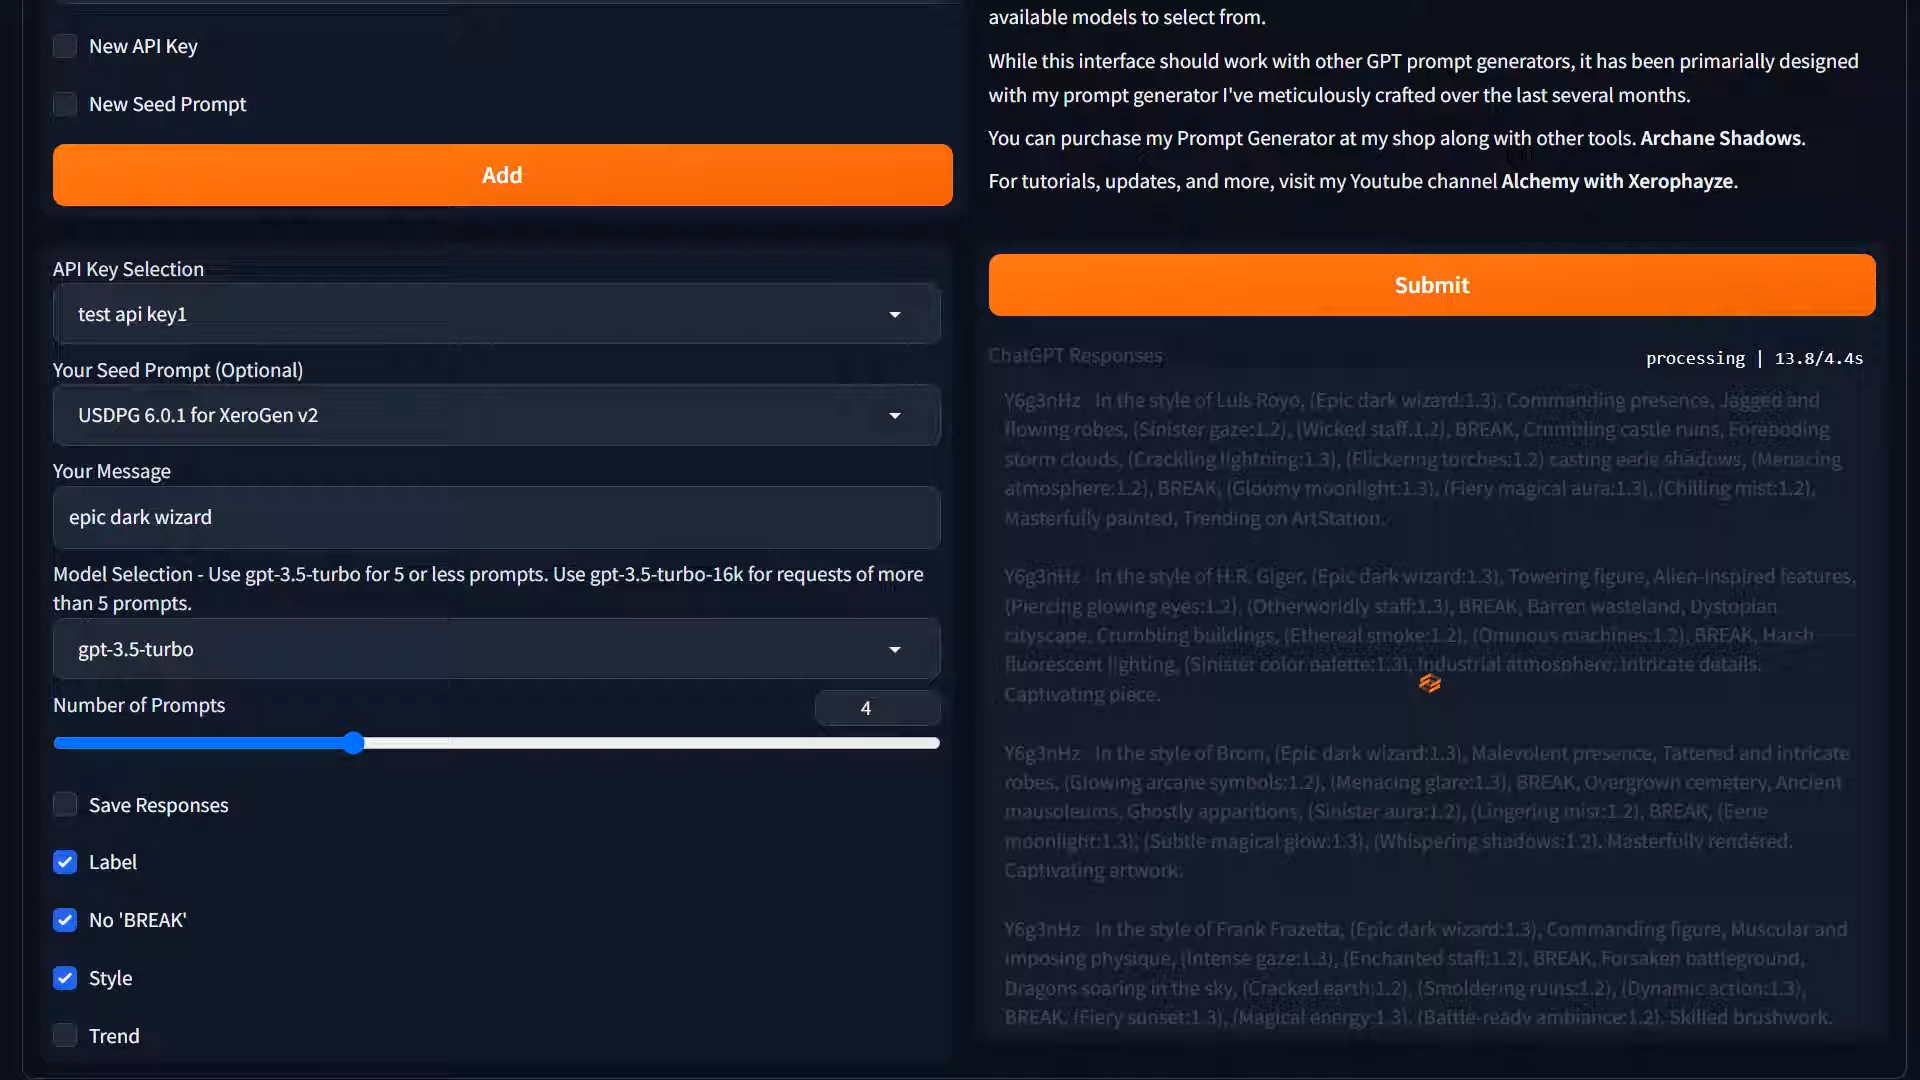 New API Key
New Seed Prompt
Add
API Key Selection
test api key1
Your Seed Prompt (Optional)
USDPG 6.0.1 for XeroGen v2
Your Message
epic dark wizard
Model Selection - Use gpt-3.5-turbo for 5 or less prompts. Use gpt-3.5-turbo-16k for requests of more
than 5 prompts.
gpt-3.5-turbo
Number of Prompts
4
Save Responses
Label
No 'BREAK'
Style
Trend
available models to select from.
While this interface should work with other GPT prompt generators, it has been primarially designed
with my prompt generator I've meticulously crafted over the last several months.
You can purchase my Prompt Generator at my shop along with other tools. Archane Shadows.
For tutorials, updates, and more, visit my Youtube channel Alchemy with Xerophayze.
Submit
ChatGPT Responses
processing | 13.8/4.4s
Y6g3nHz In the style of Luis Royo, (Epic dark wizard:1.3), Commanding presence, Jagged and
flowing robes, (Sinister gaze:1.2), (Wicked staff:1.2), BREAK, Crumbling castle ruins, Foreboding
storm clouds, (Crackling lightning:1.3), (Flickering torches:1.2) casting eerie shadows, (Menacing
atmosphere:1.2), BREAK, (Gloomy moonlight:1.3), (Fiery magical aura:1.3), (Chilling mist:1.2),
Masterfully painted, Trending on ArtStation.
Y6g3nHz In the style of H.R. Giger, (Epic dark wizard:1.3), Towering figure, Alien-inspired features,
(Piercing glowing eyes:1.2), (Otherworldly staff:1.3), BREAK, Barren wasteland, Dystopian
cityscape, Crumbling buildings, (Ethereal smoke:1.2), (Ominous machines:1.2), BREAK, Harsh
fluorescent lighting, (Sinister color palette:1.3), Industrial atmosphere, Intricate details,
Captivating piece.
Y6g3nHz In the style of Brom, (Epic dark wizard:1.3), Malevolent presence, Tattered and intricate
robes, (Glowing arcane symbols:1.2), (Menacing glare:1.3), BREAK, Overgrown cemetery, Ancient
mausoleums, Ghostly apparitions, (Sinister aura:1.2), (Lingering mist:1.2), BREAK, (Eerie
moonlight:1.3), (Subtle magical glow:1.3), (Whispering shadows:1.2), Masterfully rendered,
Captivating artwork.
Y6g3nHz In the style of Frank Frazetta, (Epic dark wizard:1.3), Commanding figure, Muscular and
imposing physique, (Intense gaze:1.3), (Enchanted staff:1.2), BREAK, Forsaken battleground,
Dragons soaring in the sky, (Cracked earth:1.2), (Smoldering ruins:1.2), (Dynamic action:1.3),
BREAK, (Fiery sunset:1.3), (Magical energy:1.3), (Battle-ready ambiance:1.2), Skilled brushwork,